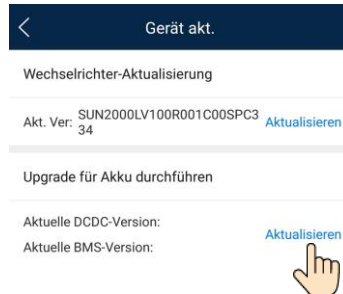 Gerät akt.
Wechselrichter-Aktualisierung
Akt. Ver: SUN2000LV100R001C00SPC3
34
Aktualisieren
Upgrade für Akku durchführen
Aktuelle DCDC-Version:
Aktuelle BMS-Version:
Aktualisieren